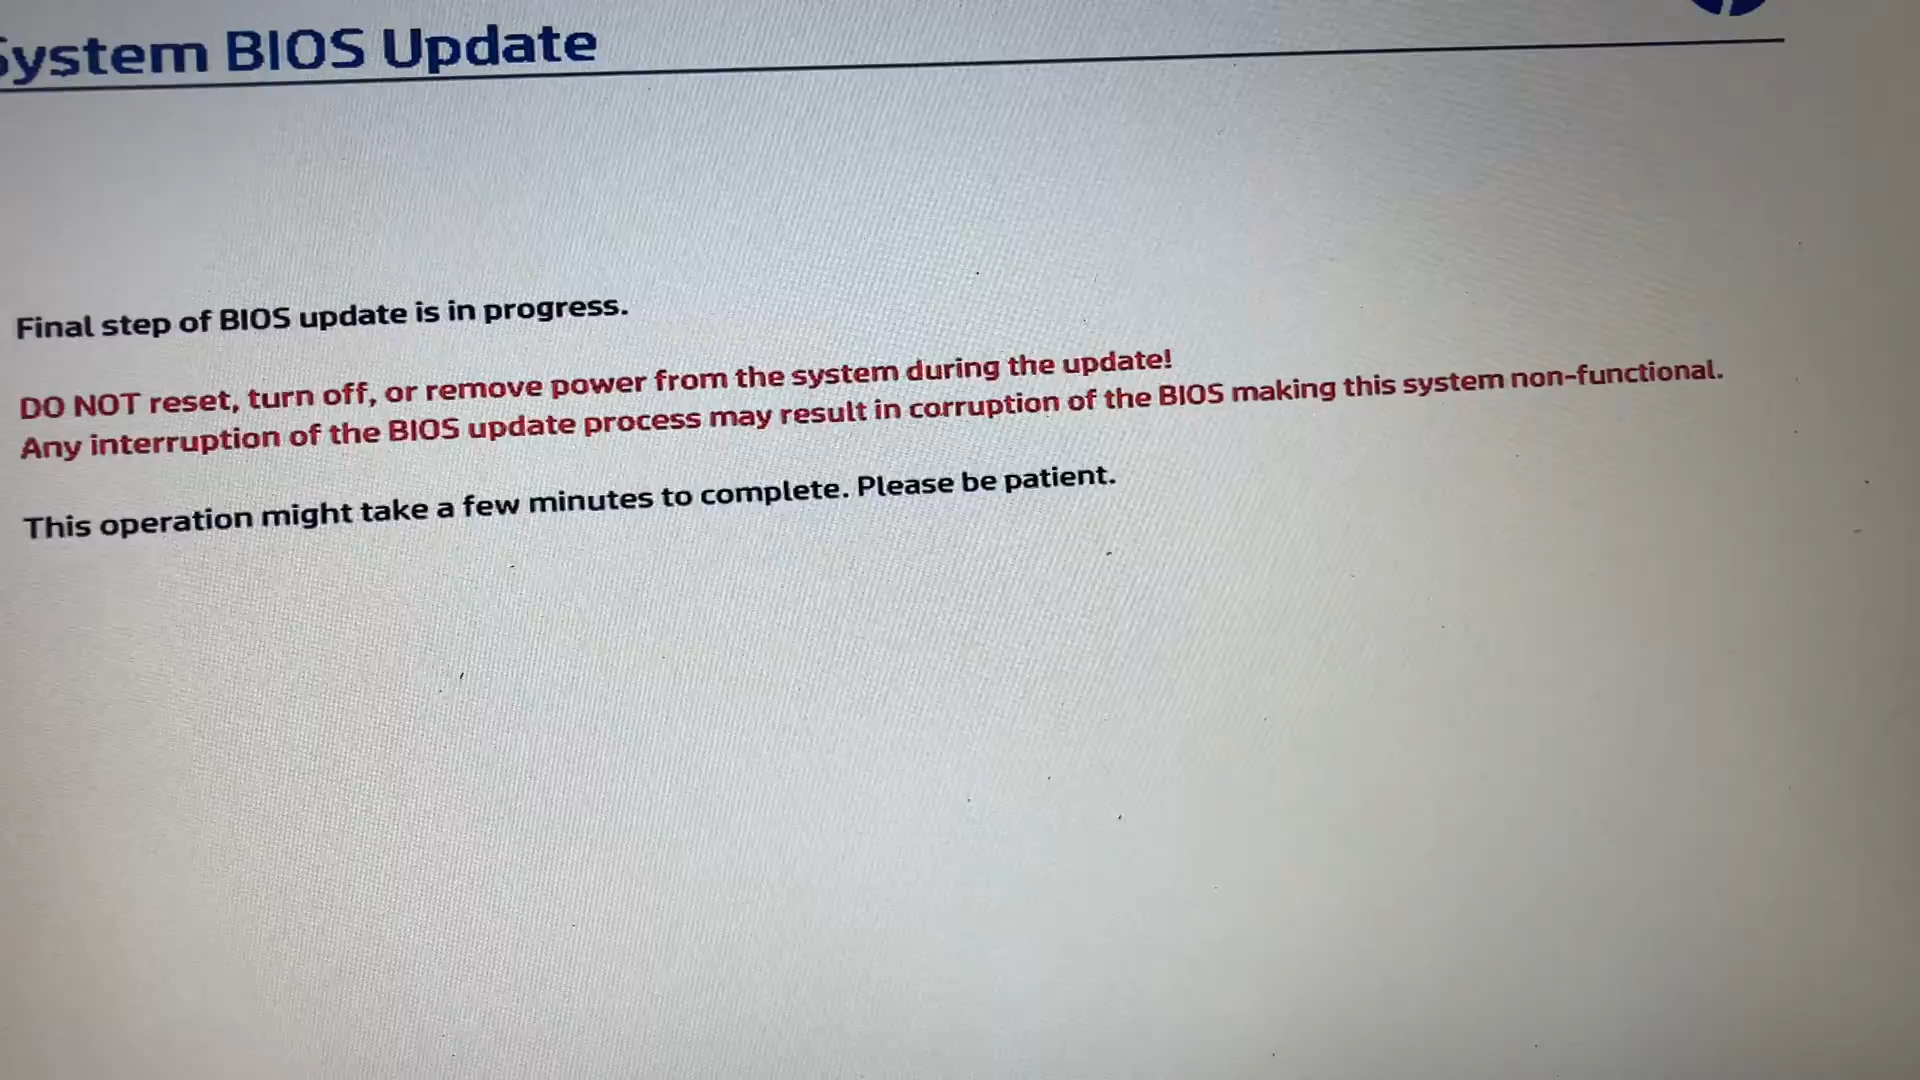 System BIOS Update
Final step of BIOS update is in progress.
DO NOT reset, turn off, or remove power from the system during the update!
Any interruption of the BIOS update process may result in corruption of the BIOS making this system non-functional.
This operation might take a few minutes to complete. Please be patient.